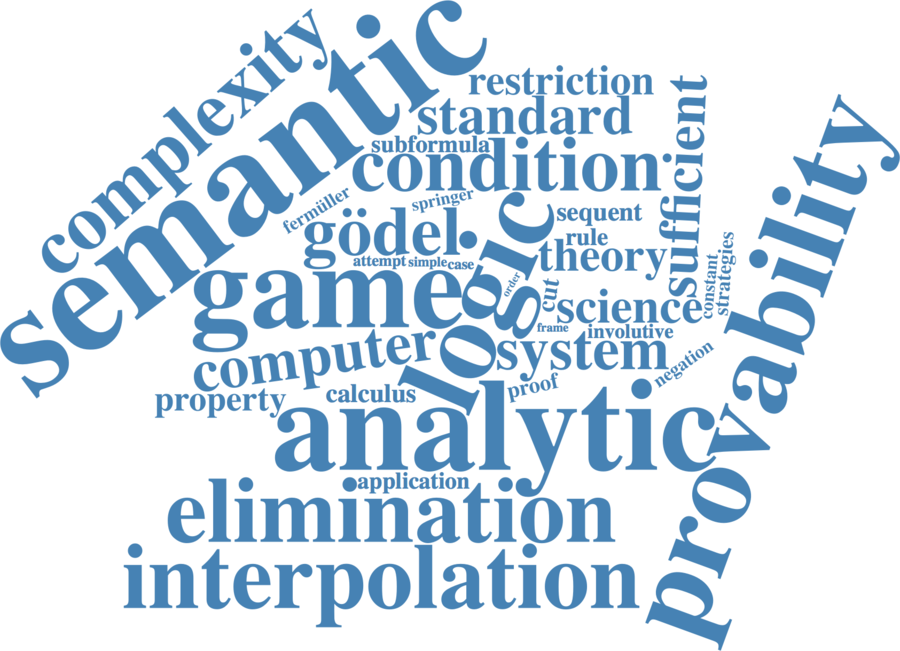 complexity
semantic
restriction
standard
subformula
condition
sufficient
provability
fermüller
springer
gödel
logic
sequent
rule
theory
attempt
simple
case
order
cut
constant
strategies
game
science
frame
involutive
computer
system
negation
property
calculus
proof
analytic
application
elimination
interpolation